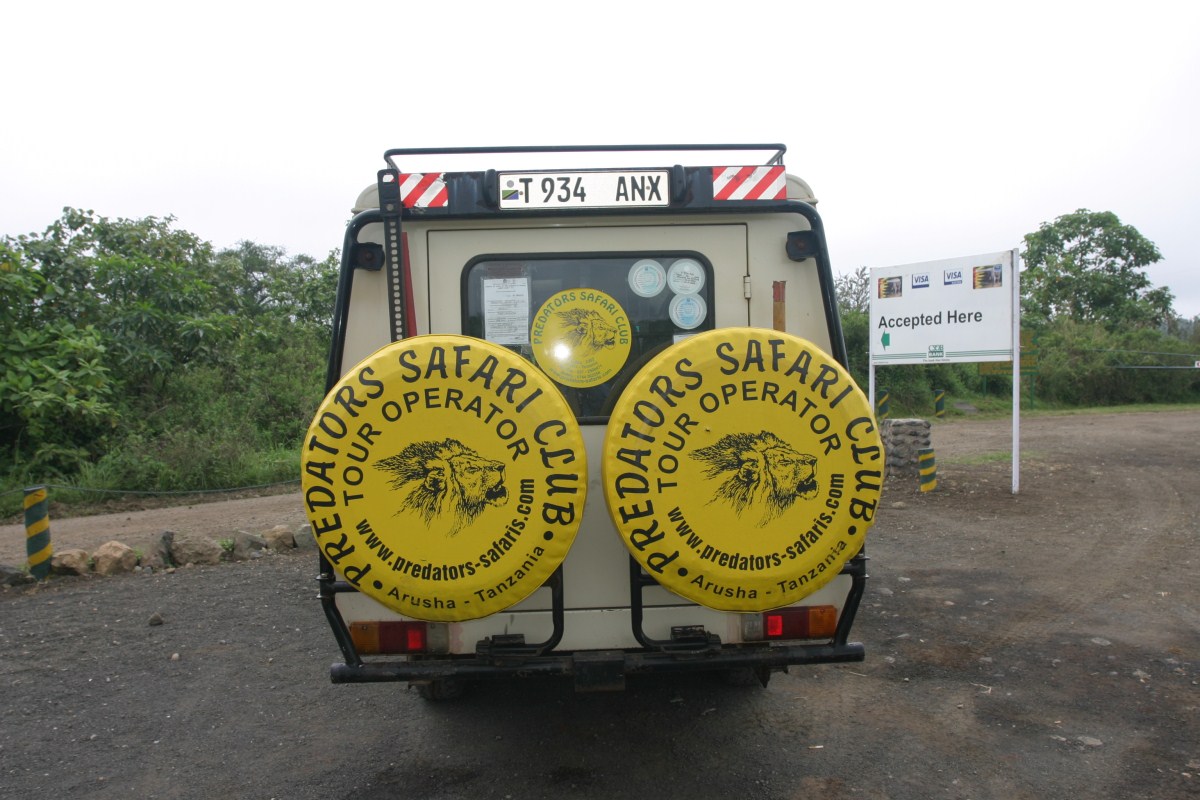 T 934 ANX
PREDATORS SAFARI CLUB
VISA
VISA
Accepted Here
PREDATORS SAFARI CLUB
TOUR OPERATOR
www.predators-safaris.com
Arusha - Tanzania
PREDATORS SAFARI CLUB
TOUR OPERATOR
www.predators-safaris.com
Arusha - Tanzania